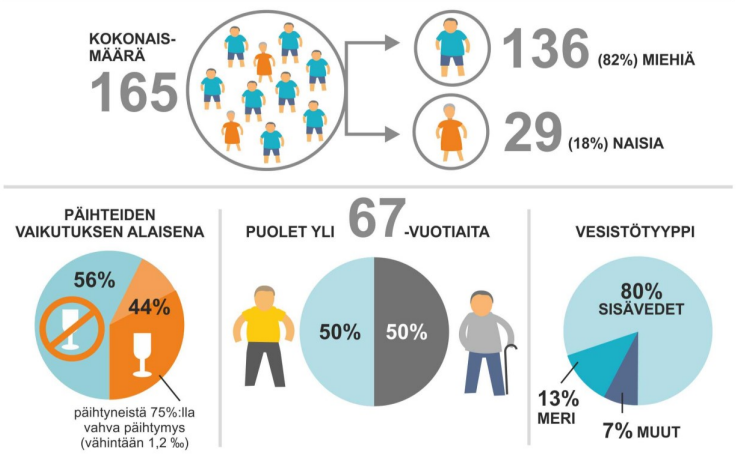 KOKONAIS-
MÄÄRÄ
165
136 (82%) MIEHIÄ
29 (18%) NAISIA
PÄIHTEIDEN
VAIKUTUKSEN ALAISENA
56%
44%
päihtyneistä 75%:lla
vahva päihtymys
(vähintään 1,2 ‰)
PUOLET YLI 67-VUOTIAITA
50%
50%
VESISTÖTYYPPI
80%
SISÄVEDET
13%
MERI
7% MUUT